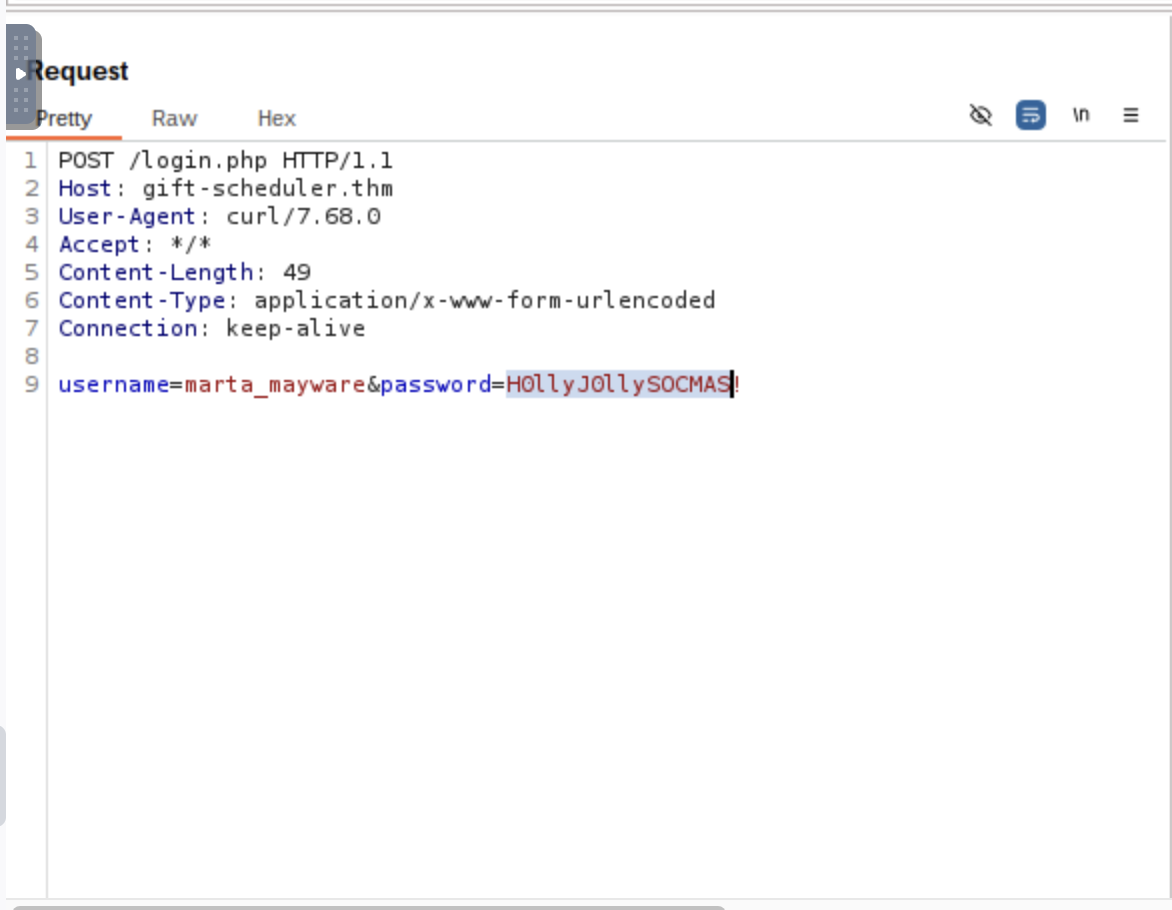 Request
Pretty Raw Hex \n
1 POST /login.php HTTP/1.1
2 Host: gift-scheduler.thm
3 User-Agent: curl/7.68.0
4 Accept: */*
5 Content-Length: 49
6 Content-Type: application/x-www-form-urlencoded
7 Connection: keep-alive
8
9 username=marta_mayware&password=H0llyJ0llySOCMAS!